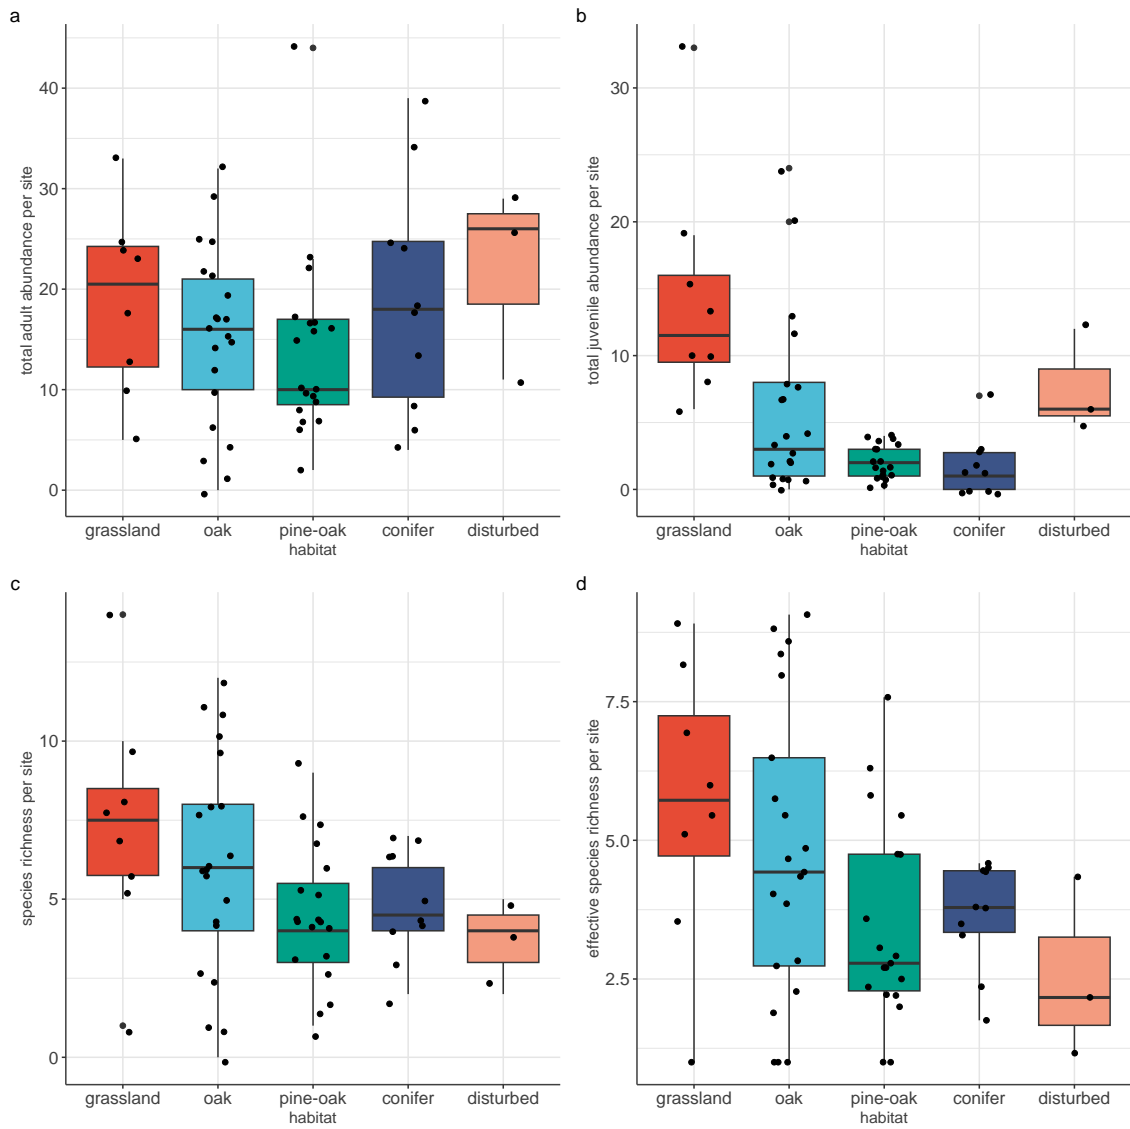 a
total adult abundance per site
40
30
20
10
0
grassland oak pine-oak conifer disturbed
habitat
b
total juvenile abundance per site
30
20
10
0
grassland oak pine-oak conifer disturbed
habitat
c
species richness per site
10
5
0
grassland oak pine-oak conifer disturbed
habitat
d
effective species richness per site
7.5
5.0
2.5
grassland oak pine-oak conifer disturbed
habitat